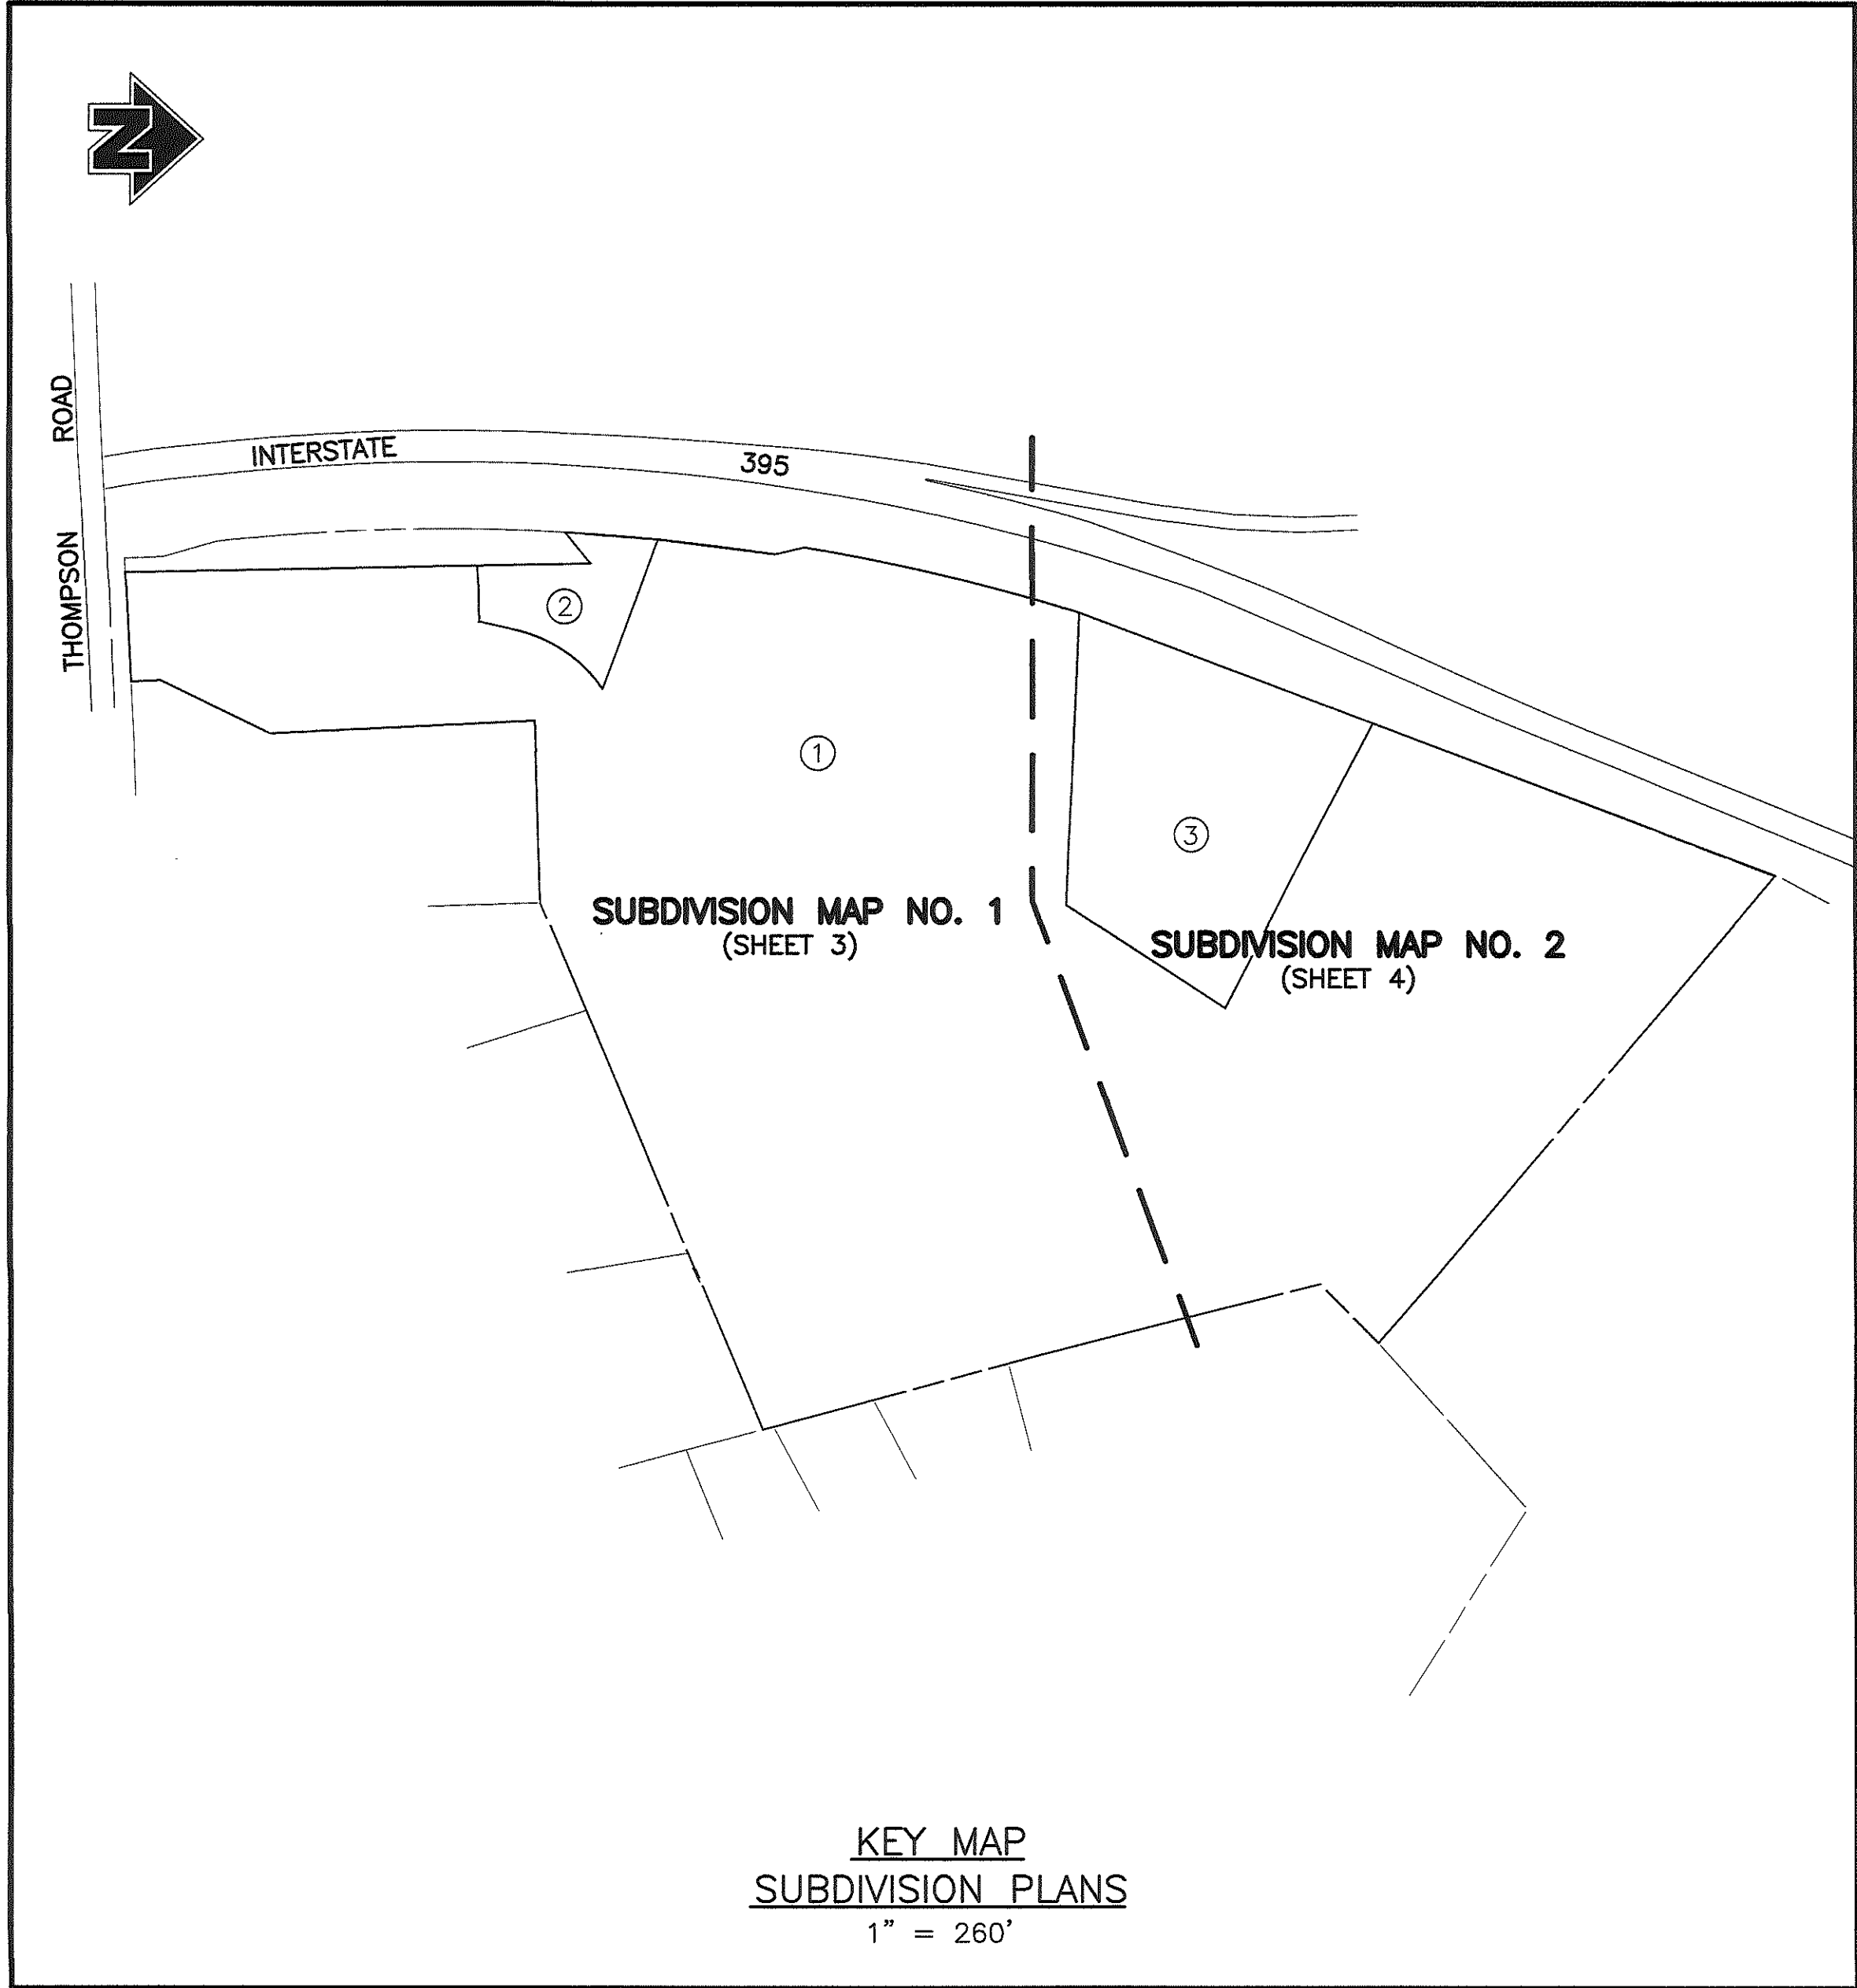 N
INTERSTATE 395
THOMPSON ROAD
2
1
3
SUBDIVISION MAP NO. 1
(SHEET 3)
SUBDIVISION MAP NO. 2
(SHEET 4)
KEY MAP
SUBDIVISION PLANS
1" = 260'